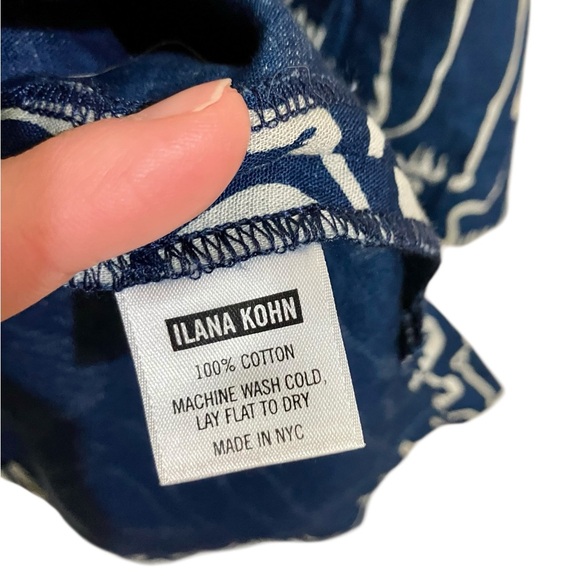 ILANA KOHN
100% COTTON
MACHINE WASH COLD,
LAY FLAT TO DRY
MADE IN NYC